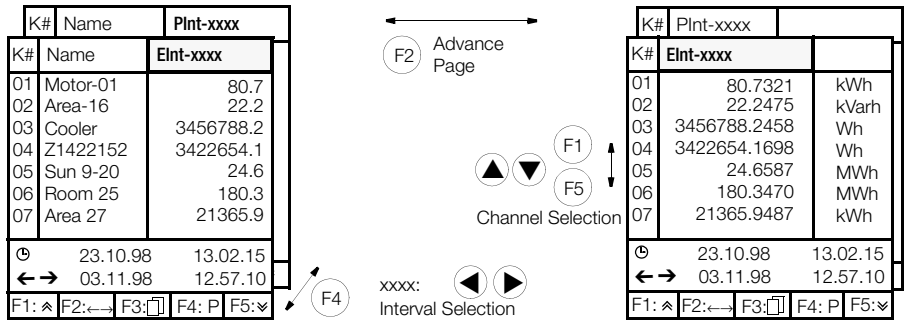 K# Name PInt-xxxx
K# Name EInt-xxxx
01 Motor-01 80.7
02 Area-16 22.2
03 Cooler 3456788.2
04 Z1422152 3422654.1
05 Sun 9-20 24.6
06 Room 25 180.3
07 Area 27 21365.9
23.10.98 13.02.15
←→ 03.11.98 12.57.10
F1: F2:←→ F3: F4: P F5:
F2 Advance
Page
F1
F5
Channel Selection
F4
xxxx:
Interval Selection
K# PInt-xxxx
K# EInt-xxxx
01 80.7321 kWh
02 22.2475 kVarh
03 3456788.2458 Wh
04 3422654.1698 Wh
05 24.6587 MWh
06 180.3470 MWh
07 21365.9487 kWh
23.10.98 13.02.15
←→ 03.11.98 12.57.10
F1: F2:←→ F3: F4: P F5: